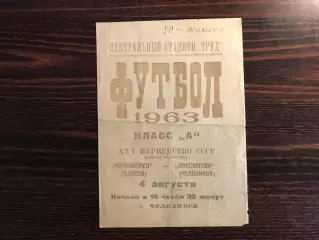 ЦЕНТРАЛЬНЫЙ СТАДИОН "ТРУД"
ФУТБОЛ
1963
КЛАСС „А"
XXV ПЕРВЕНСТВО СССР
„ЧЕРНОМОРЕЦ" – „ЛОКОМОТИВ"
(ОДЕССА) (ЧЕЛЯБИНСК)
4 августа
Начало в 18 часов 30 минут
г. ЧЕЛЯБИНСК